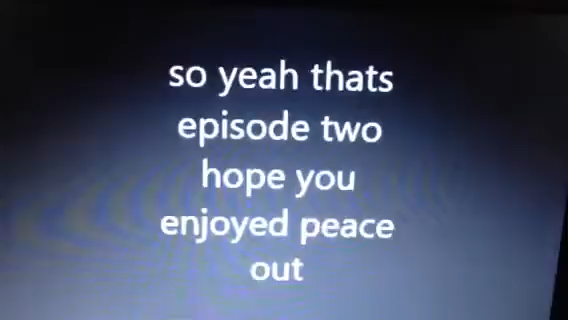 so yeah thats
episode two
hope you
enjoyed peace
out